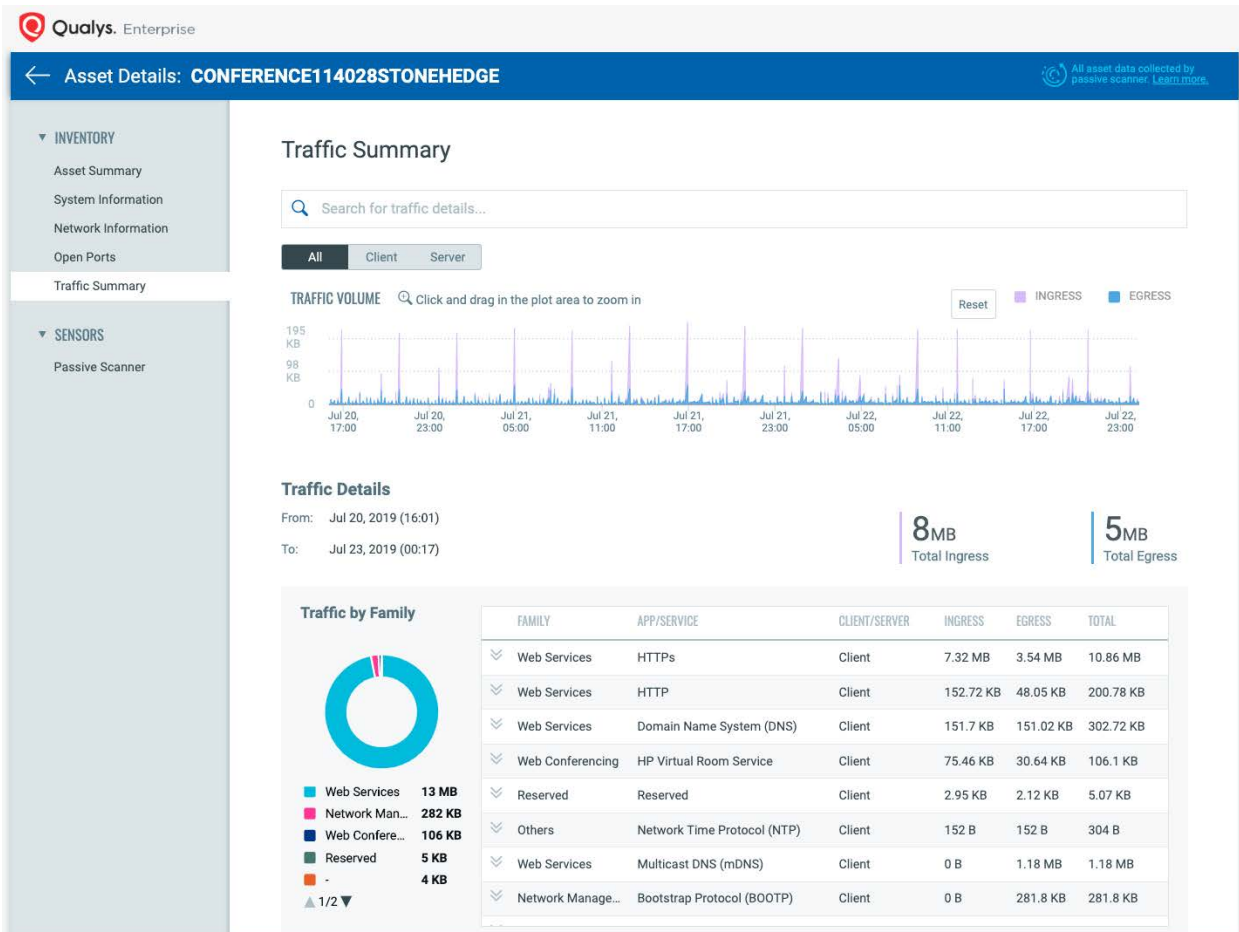 Qualys. Enterprise
Asset Details: CONFERENCE114028STONEHEDGE
All asset data collected by
passive scanner. Learn more.
INVENTORY
Asset Summary
System Information
Network Information
Open Ports
Traffic Summary
SENSORS
Passive Scanner
Traffic Summary
Search for traffic details...
All Client Server
TRAFFIC VOLUME Click and drag in the plot area to zoom in
Reset INGRESS EGRESS
195
KB
98
KB
0
Jul 20, Jul 20, Jul 21, Jul 21, Jul 21, Jul 21, Jul 22, Jul 22, Jul 22, Jul 22,
17:00 23:00 05:00 11:00 17:00 23:00 05:00 11:00 17:00 23:00
Traffic Details
From: Jul 20, 2019 (16:01)
To: Jul 23, 2019 (00:17)
8MB
Total Ingress
5MB
Total Egress
Traffic by Family
Web Services 13 MB
Network Man... 282 KB
Web Confere... 106 KB
Reserved 5 KB
- 4 KB
1/2
FAMILY APP/SERVICE CLIENT/SERVER INGRESS EGRESS TOTAL
Web Services HTTPs Client 7.32 MB 3.54 MB 10.86 MB
Web Services HTTP Client 152.72 KB 48.05 KB 200.78 KB
Web Services Domain Name System (DNS) Client 151.7 KB 151.02 KB 302.72 KB
Web Conferencing HP Virtual Room Service Client 75.46 KB 30.64 KB 106.1 KB
Reserved Reserved Client 2.95 KB 2.12 KB 5.07 KB
Others Network Time Protocol (NTP) Client 152 B 152 B 304 B
Web Services Multicast DNS (mDNS) Client 0 B 1.18 MB 1.18 MB
Network Manage... Bootstrap Protocol (BOOTP) Client 0 B 281.8 KB 281.8 KB